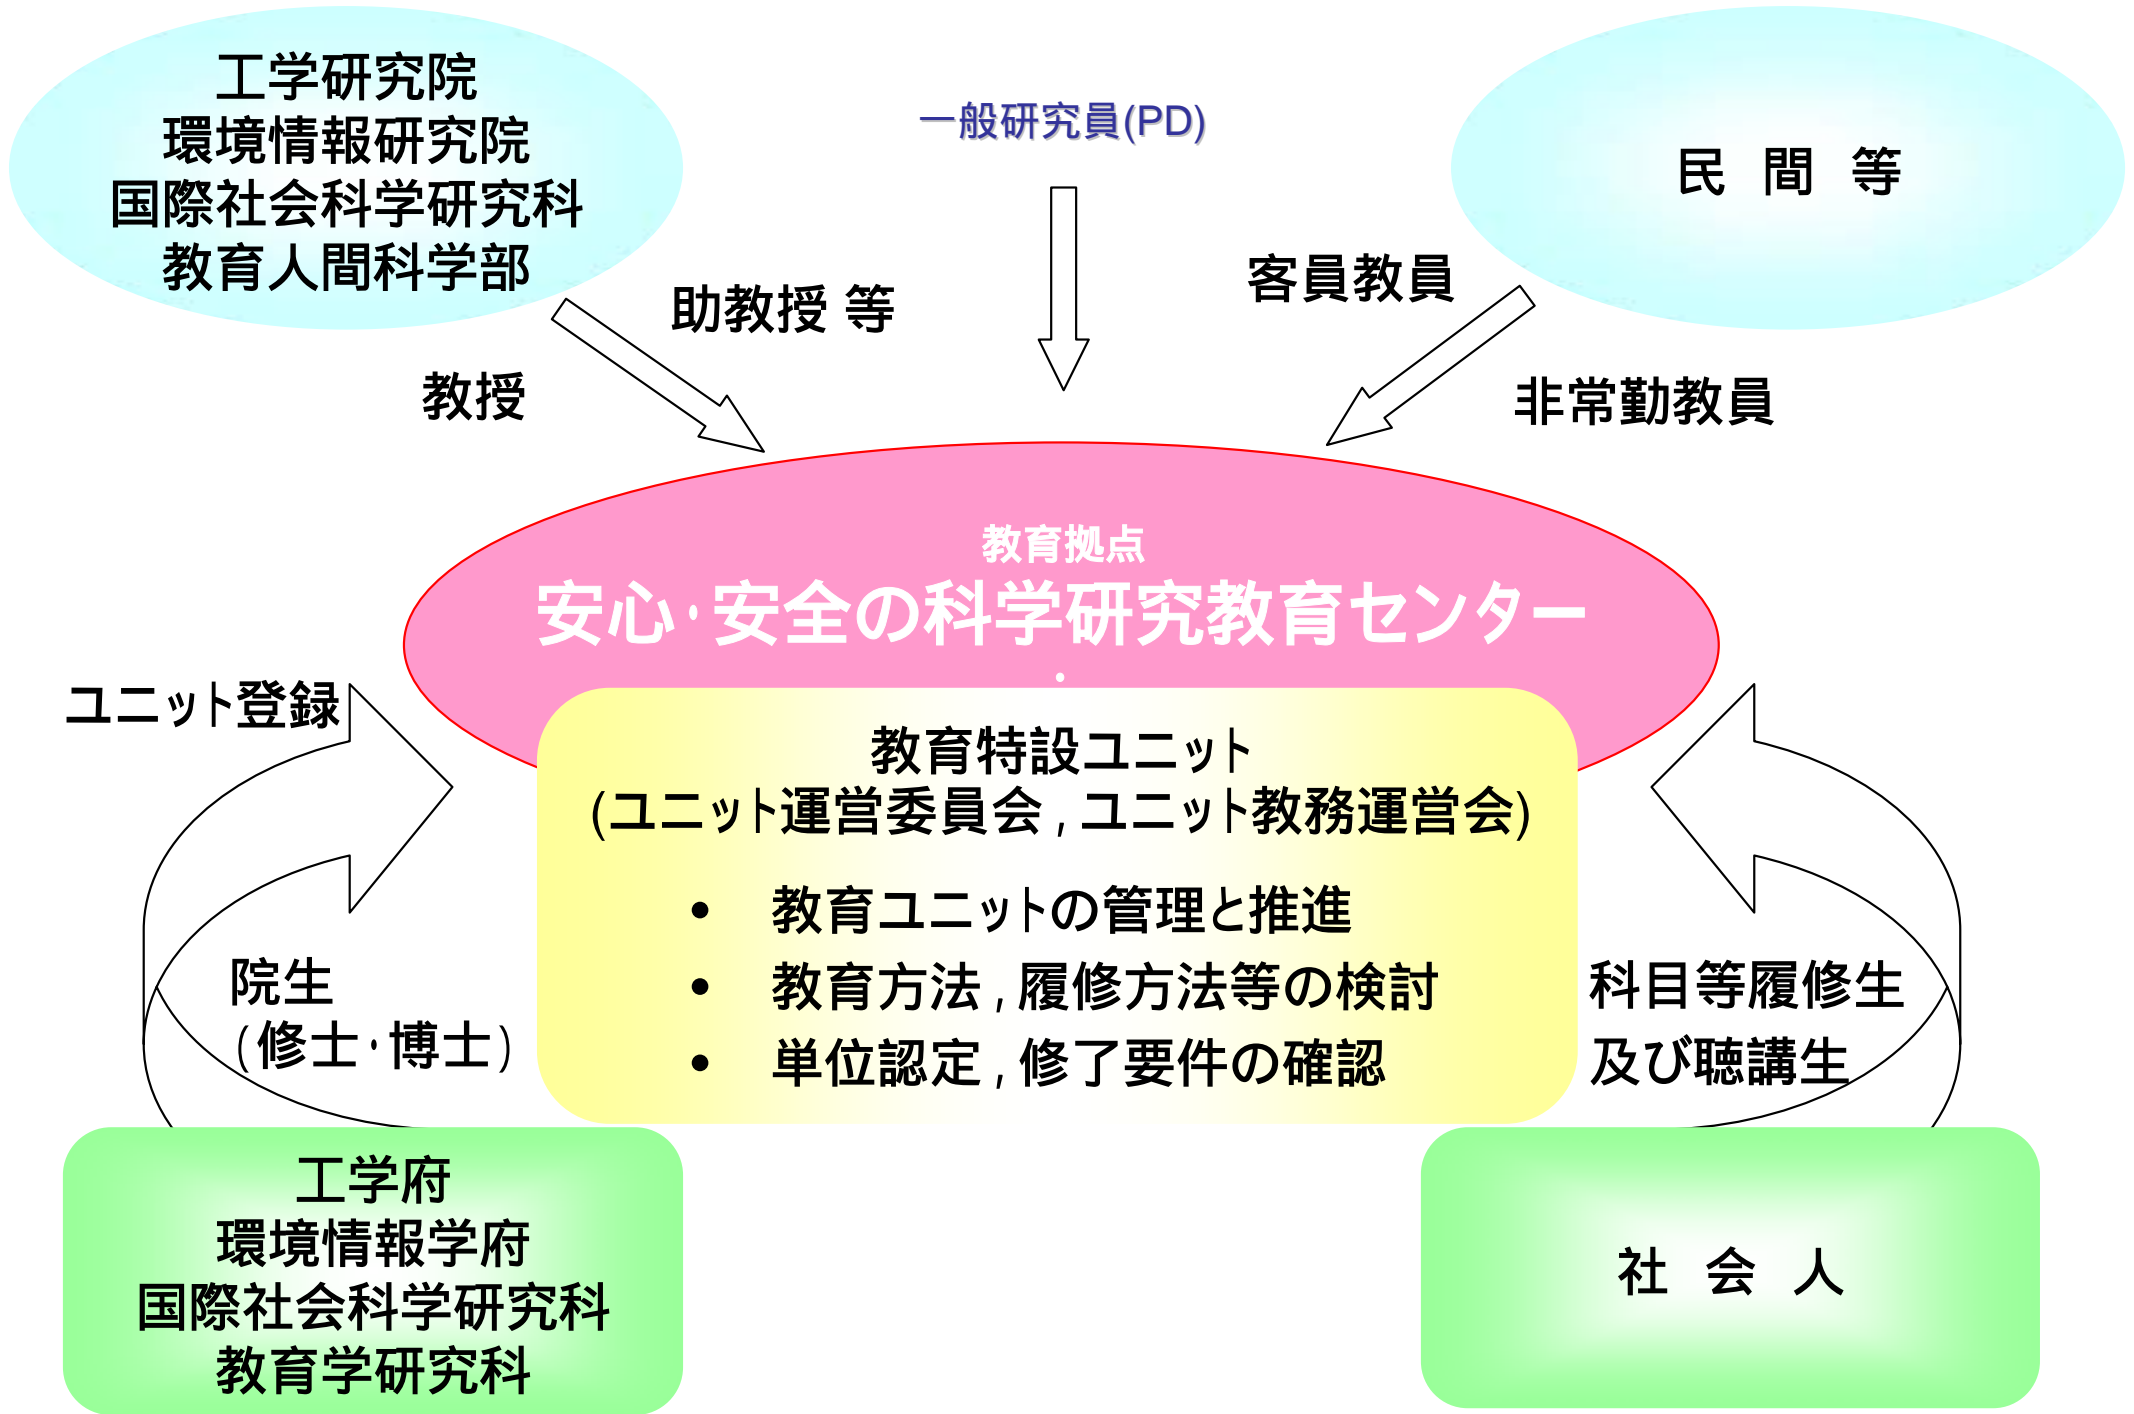 工学研究院
環境情報研究院
国際社会科学研究科
教育人間科学部
一般研究員(PD)
民 間 等
助教授 等
教授
客員教員
非常勤教員
教育拠点
安心・安全の科学研究教育センター
・
ユニット登録
教育特設ユニット
(ユニット運営委員会,ユニット教務運営会)
• 教育ユニットの管理と推進
• 教育方法,履修方法等の検討
• 単位認定,修了要件の確認
院生
(修士・博士)
科目等履修生
及び聴講生
工学府
環境情報学府
国際社会科学研究科
教育学研究科
社 会 人